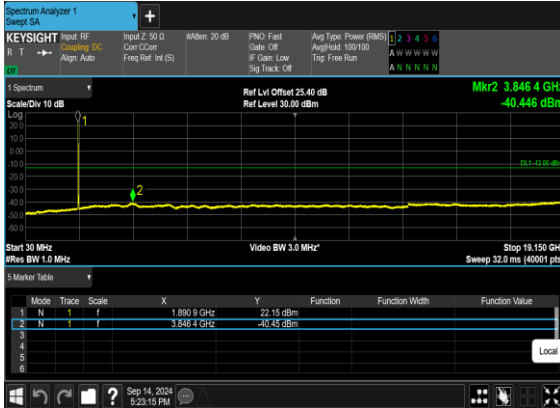 Spectrum Analyzer 1
Swept SA
+
KEYSIGHT
R T
Input: RF
Coupling: DC
Align: Auto
Input Z: 50 Ω
Corr CCorr
Freq Ref: Int (S)
#Atten: 20 dB
PNO: Fast
Gate: Off
IF Gain: Low
Sig Track: Off
Avg Type: Power (RMS)
Avg|Hold: 100/100
Trig: Free Run
1 2 3 4 5 6
A W W W W W
A N N N N N
1 Spectrum
Scale/Div 10 dB
Ref Lvl Offset 25.40 dB
Ref Level 30.00 dBm
Mkr2 3.846 4 GHz
-40.446 dBm
Log
20.0
10.0
0.00
-10.0
-20.0
-30.0
-40.0
-50.0
-60.0
1
2
DL1 -13.00 dBm
Start 30 MHz
#Res BW 1.0 MHz
Video BW 3.0 MHz*
Stop 19.150 GH
Sweep 32.0 ms (40001 pts
5 Marker Table
Mode Trace Scale X Y Function Function Width Function Value
1 N 1 f 1.890 9 GHz 22.15 dBm
2 N 1 f 3.846 4 GHz -40.45 dBm
3
4
5
6
Local
?
Sep 14, 2024
5:23:15 PM